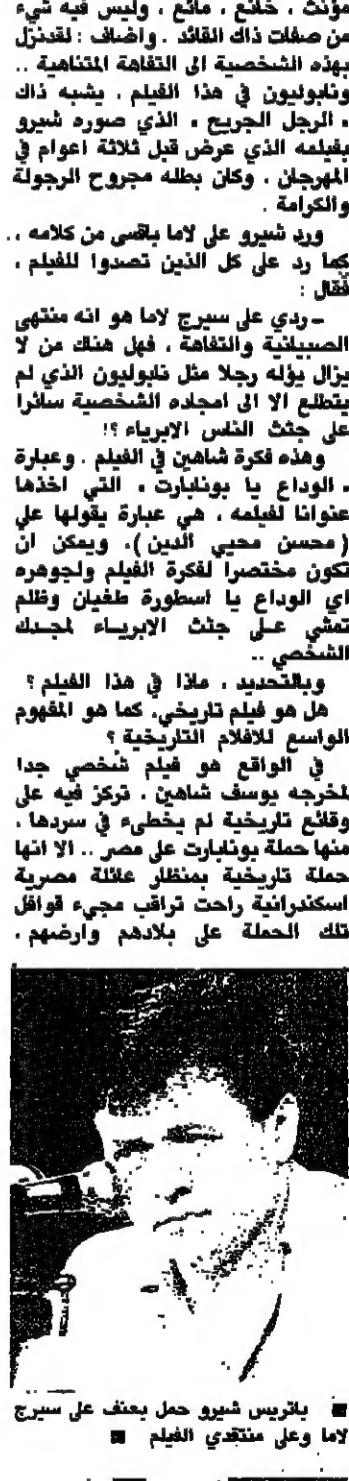 مؤنث ، خانع ، مائع ، وليس فيه شيء
من صفات ذاك القائد . واضاف : لقدنزل
بهذه الشخصية الى التفاهة المتناهية ..
ونابوليون في هذا الفيلم ، يشبه ذاك
« الرجل الجريح » الذي صوره شيرو
بفيلمه الذي عرض قبل ثلاثة اعوام في
المهرجان . وكان بطله مجروح الرجولة
والكرامة .
ورد شيرو على لاما باقسى من كلامه ..
كما رد على كل الذين تصدوا للفيلم ،
فقال :
ـ ردي على سيرج لاما هو انه منتهى
الصبيانية والتفاهة ، فهل هناك من لا
يزال يؤله رجلا مثل نابوليون الذي لم
يتطلع الا الى امجاده الشخصية سائرا
على جثث الناس الابرياء ؟!
وهذه فكرة شاهين في الفيلم . وعبارة
« الوداع يا بونابارت » التي اخذها
عنوانا لفيلمه ، هي عبارة يقولها علي
( محسن محيي الدين ). ويمكن ان
تكون مختصرا لفكرة الفيلم ولجوهره
اي الوداع يا اسطورة طغيان وظلم
تمشي على جثث الابرياء لمجدك
الشخصي ..
وبالتحديد ، ماذا في هذا الفيلم ؟
هل هو فيلم تاريخي، كما هو المفهوم
الواسع للافلام التاريخية ؟
في الواقع هو فيلم شخصي جدا
لمخرجه يوسف شاهين ، تركز فيه على
وقائع تاريخية لم يخطىء في سردها ،
منها حملة بونابارت على مصر .. الا انها
حملة تاريخية بمنظار عائلة مصرية
اسكندرانية راحت تراقب مجيء قوافل
تلك الحملة على بلادهم وارضهم .
■ باتريس شيرو حمل بعنف على سيرج
لاما وعلى منتقدي الفيلم ■